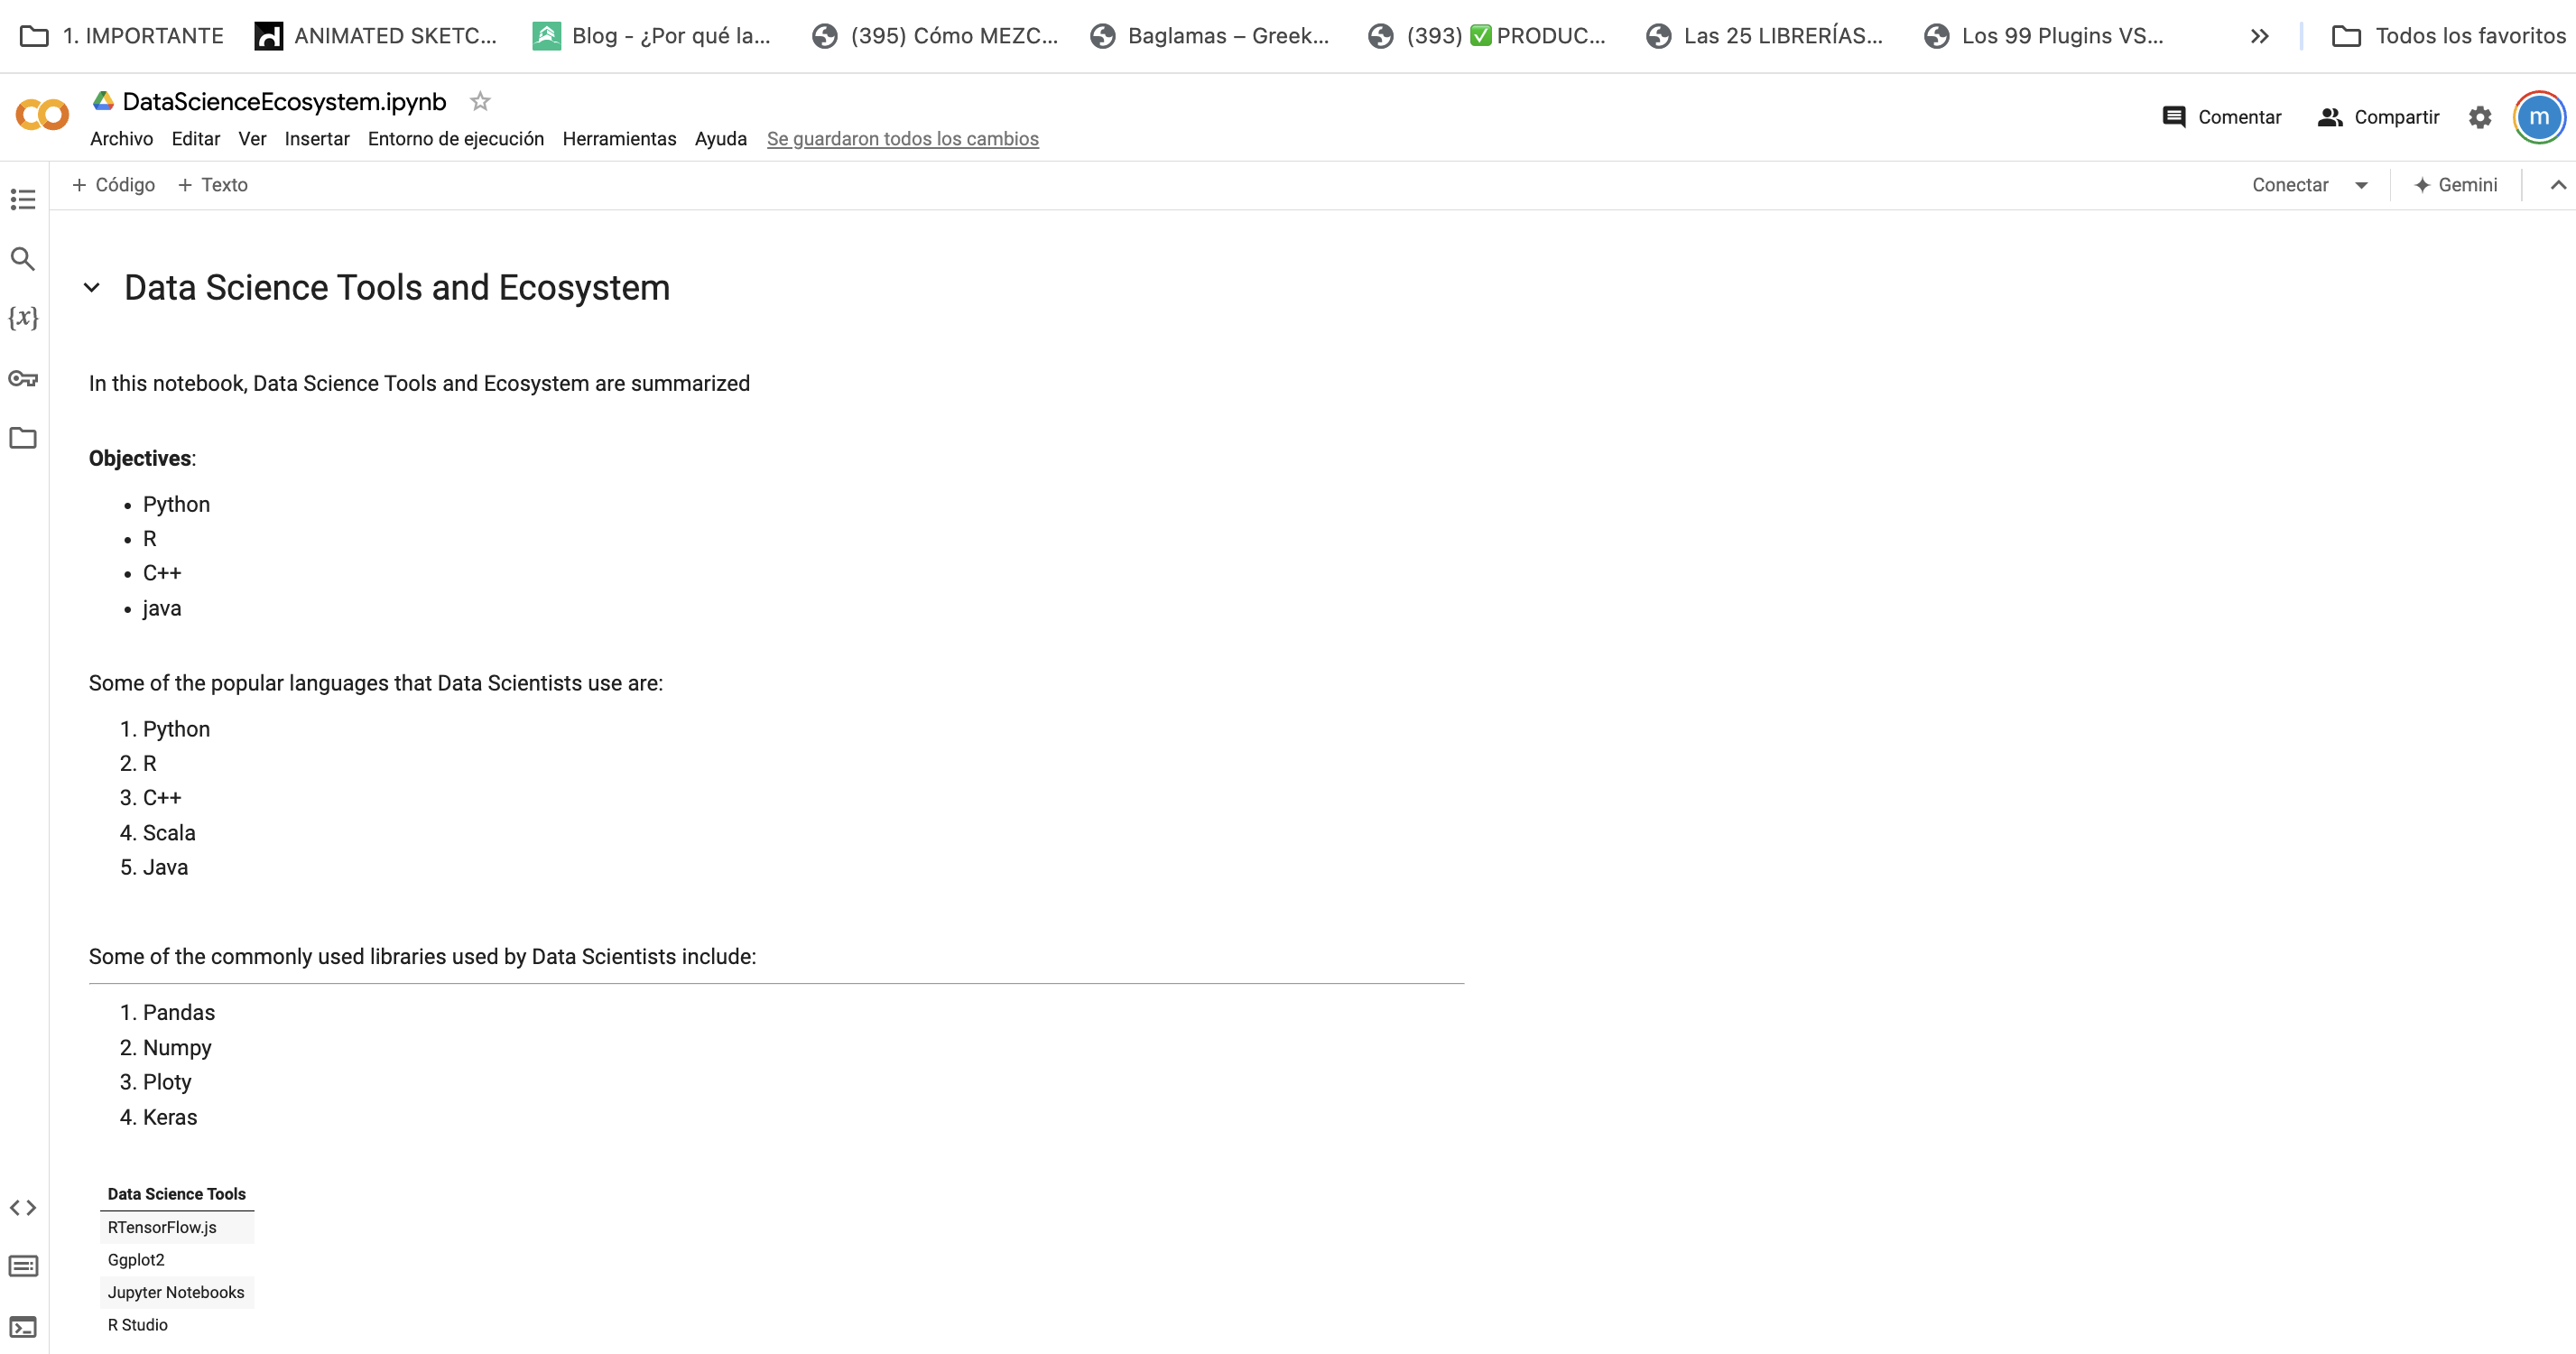 1. IMPORTANTE ANIMATED SKETC... Blog - ¿Por qué la... (395) Cómo MEZC... Baglamas – Greek... (393) ✅ PRODUC... Las 25 LIBRERÍAS... Los 99 Plugins VS... » Todos los favoritos
DataScienceEcosystem.ipynb
Archivo Editar Ver Insertar Entorno de ejecución Herramientas Ayuda Se guardaron todos los cambios
Comentar Compartir m
+ Código + Texto Conectar Gemini
{x}
Data Science Tools and Ecosystem
In this notebook, Data Science Tools and Ecosystem are summarized
Objectives:
• Python
• R
• C++
• java
Some of the popular languages that Data Scientists use are:
1. Python
2. R
3. C++
4. Scala
5. Java
Some of the commonly used libraries used by Data Scientists include:
1. Pandas
2. Numpy
3. Ploty
4. Keras
Data Science Tools
RTensorFlow.js
Ggplot2
Jupyter Notebooks
R Studio